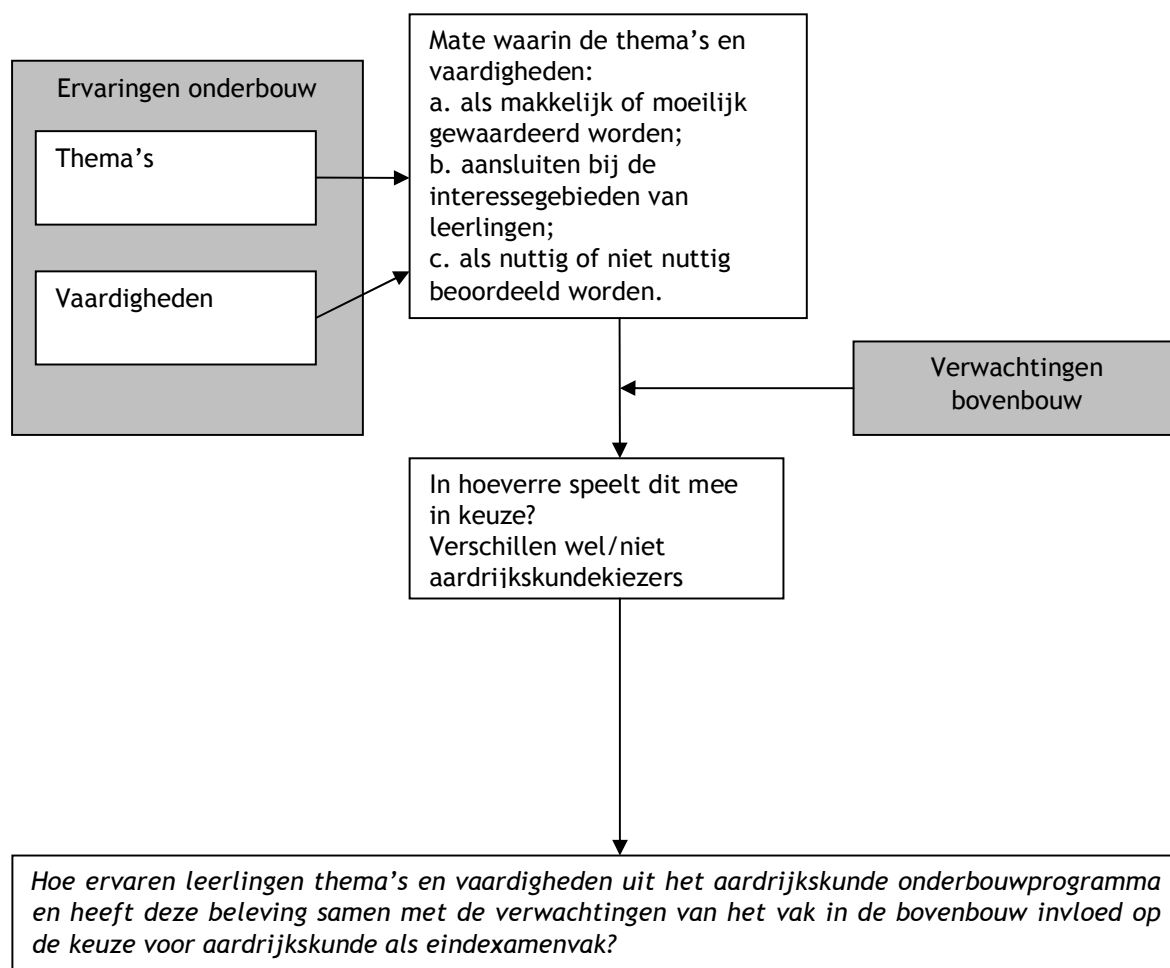 Ervaringen onderbouw
Thema’s
Vaardigheden
Mate waarin de thema’s en
vaardigheden:
a. als makkelijk of moeilijk
gewaardeerd worden;
b. aansluiten bij de
interessegebieden van
leerlingen;
c. als nuttig of niet nuttig
beoordeeld worden.
Verwachtingen
bovenbouw
In hoeverre speelt dit mee
in keuze?
Verschillen wel/niet
aardrijkskundekiezers
Hoe ervaren leerlingen thema’s en vaardigheden uit het aardrijkskunde onderbouwprogramma
en heeft deze beleving samen met de verwachtingen van het vak in de bovenbouw invloed op
de keuze voor aardrijkskunde als eindexamenvak?